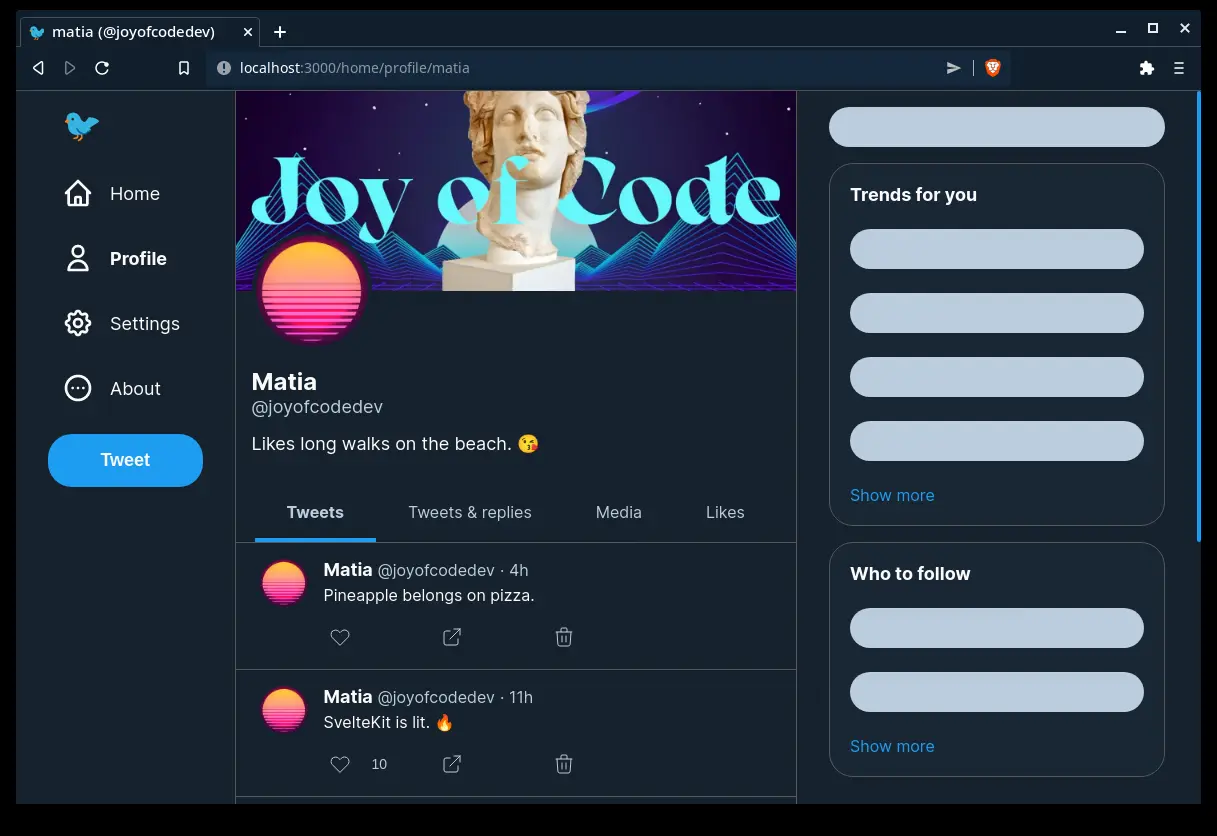 matia (@joyofcodedev)
localhost:3000/home/profile/matia
Home
Profile
Settings
About
Tweet
Joy of Code
Matia
@joyofcodedev
Likes long walks on the beach. 😘
Tweets Tweets & replies Media Likes
Matia @joyofcodedev · 4h
Pineapple belongs on pizza.
Matia @joyofcodedev · 11h
SvelteKit is lit. 🔥
10
Trends for you
Show more
Who to follow
Show more